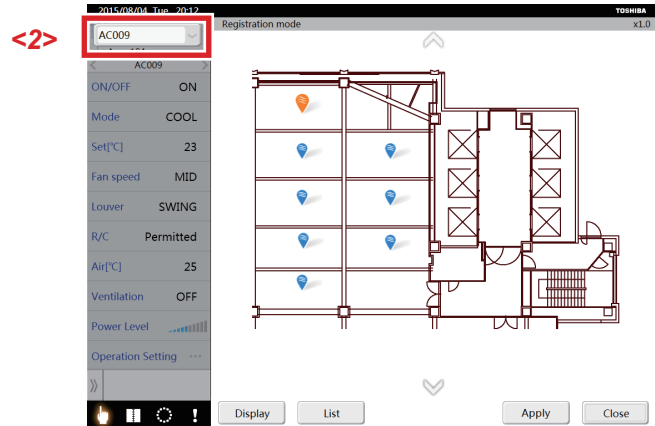 2015/08/04 Tue 20:12
TOSHIBA
<2>
AC009
Registration mode
x1.0
AC009
ON/OFF ON
Mode COOL
Set[℃] 23
Fan speed MID
Louver SWING
R/C Permitted
Air[℃] 25
Ventilation OFF
Power Level
Operation Setting ···
Display
List
Apply
Close